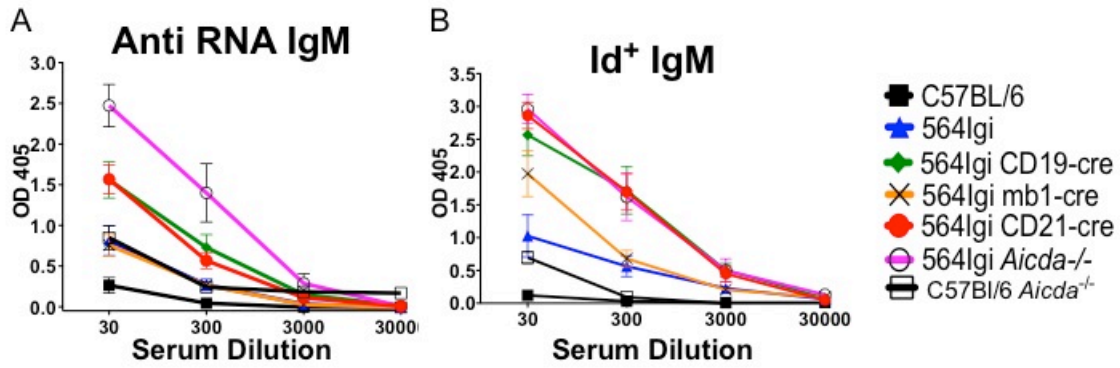 A
Anti RNA IgM
3.0
2.5
2.0
1.5
1.0
0.5
0.0
OD 405
30
300
3000
3000
Serum Dilution
B
Id+ IgM
3.5
3.0
2.5
2.0
1.5
1.0
0.5
0.0
OD 405
30
300
3000
30000
Serum Dilution
C57BL/6
564Igi
564Igi CD19-cre
564Igi mb1-cre
564Igi CD21-cre
564Igi Aicda-/-
C57Bl/6 Aicda-/-